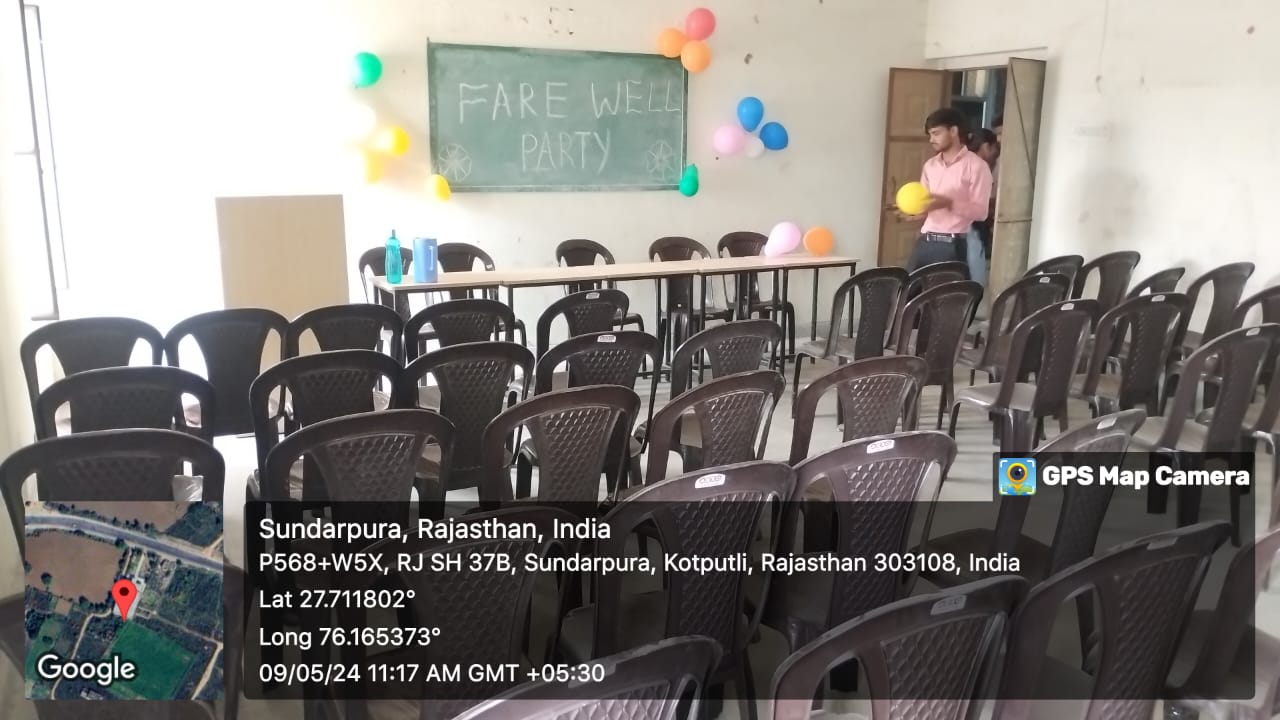 FARE WELL
PARTY
GPS Map Camera
Sundarpura, Rajasthan, India
P568+W5X, RJ SH 37B, Sundarpura, Kotputli, Rajasthan 303108, India
Lat 27.711802°
Long 76.165373°
09/05/24 11:17 AM GMT +05:30
Google